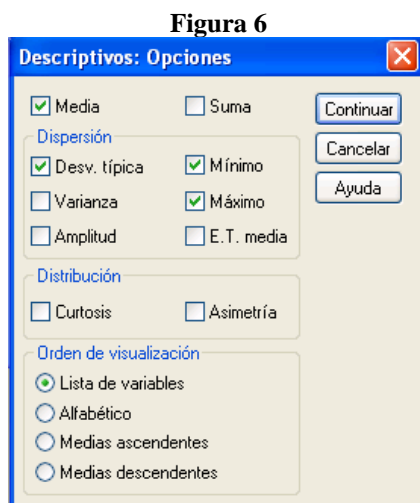 Figura 6
Descriptivos: Opciones
Media Suma Continuar
Dispersión Cancelar
Desv. típica Mínimo
Varianza Máximo Ayuda
Amplitud E.T. media
Distribución
Curtosis Asimetría
Orden de visualización
Lista de variables
Alfabético
Medias ascendentes
Medias descendentes